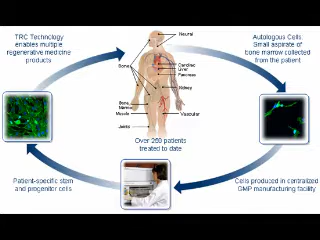 TRC Technology
enables multiple
regenerative medicine
products
Neural
Autologous Cells:
Small aspirate of
bone marrow collected
from the patient
Bone
Cardiac
Liver
Pancreas
Kidney
Bone
Marrow
Muscle
Vascular
Joints
Over 250 patients
treated to date
Patient-specific stem
and progenitor cells
Cells produced in centralized
GMP manufacturing facility